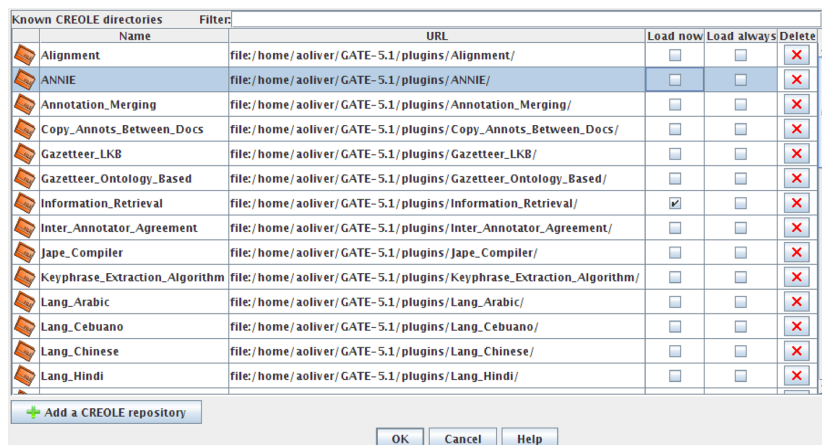 Known CREOLE directories Filter:
Name URL Load now Load always Delete
Alignment file:/home/aoliver/GATE-5.1/plugins/Alignment/
ANNIE file:/home/aoliver/GATE-5.1/plugins/ANNIE/
Annotation_Merging file:/home/aoliver/GATE-5.1/plugins/Annotation_Merging/
Copy_Annots_Between_Docs file:/home/aoliver/GATE-5.1/plugins/Copy_Annots_Between_Docs/
Gazetteer_LKB file:/home/aoliver/GATE-5.1/plugins/Gazetteer_LKB/
Gazetteer_Ontology_Based file:/home/aoliver/GATE-5.1/plugins/Gazetteer_Ontology_Based/
Information_Retrieval file:/home/aoliver/GATE-5.1/plugins/Information_Retrieval/
Inter_Annotator_Agreement file:/home/aoliver/GATE-5.1/plugins/Inter_Annotator_Agreement/
Jape_Compiler file:/home/aoliver/GATE-5.1/plugins/Jape_Compiler/
Keyphrase_Extraction_Algorithm file:/home/aoliver/GATE-5.1/plugins/Keyphrase_Extraction_Algorithm/
Lang_Arabic file:/home/aoliver/GATE-5.1/plugins/Lang_Arabic/
Lang_Cebuano file:/home/aoliver/GATE-5.1/plugins/Lang_Cebuano/
Lang_Chinese file:/home/aoliver/GATE-5.1/plugins/Lang_Chinese/
Lang_Hindi file:/home/aoliver/GATE-5.1/plugins/Lang_Hindi/
Add a CREOLE repository
OK Cancel Help